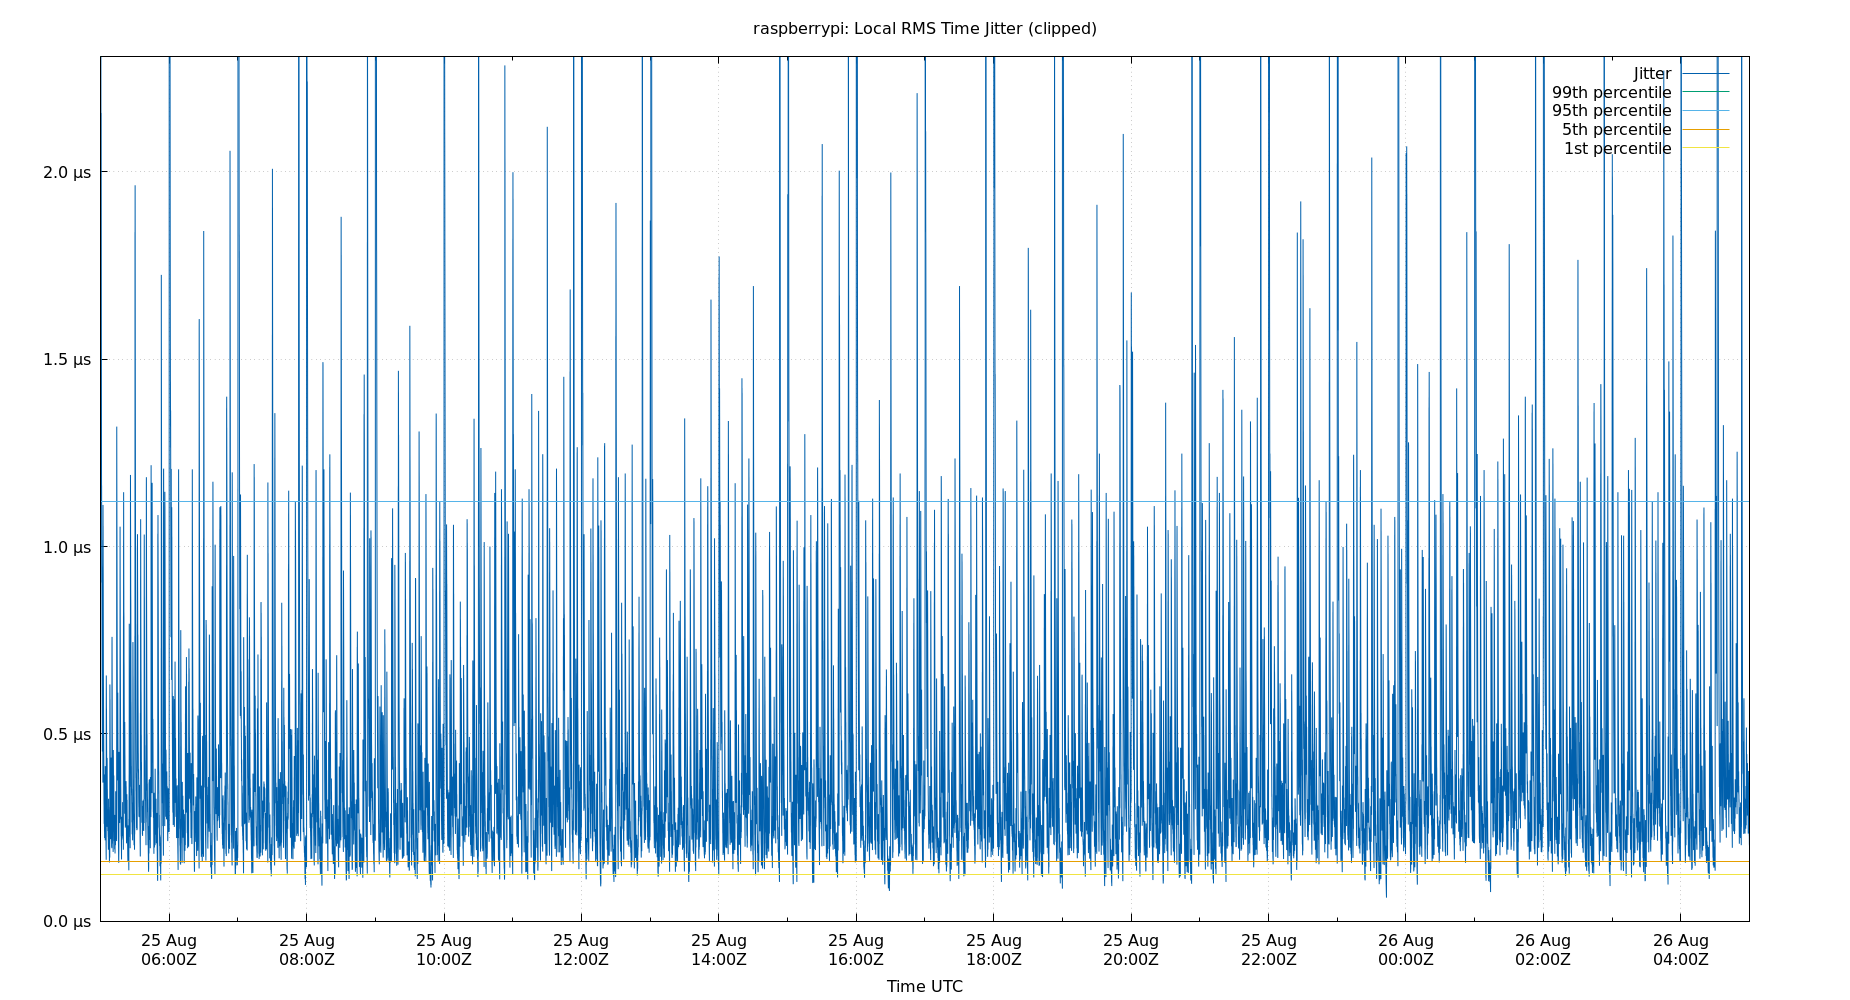 raspberrypi: Local RMS Time Jitter (clipped)
Jitter
99th percentile
95th percentile
5th percentile
1st percentile
2.0 µs
1.5 µs
1.0 µs
0.5 µs
0.0 µs
25 Aug 25 Aug 25 Aug 25 Aug 25 Aug 25 Aug 25 Aug 25 Aug 25 Aug 26 Aug 26 Aug 26 Aug
06:00Z 08:00Z 10:00Z 12:00Z 14:00Z 16:00Z 18:00Z 20:00Z 22:00Z 00:00Z 02:00Z 04:00Z
Time UTC